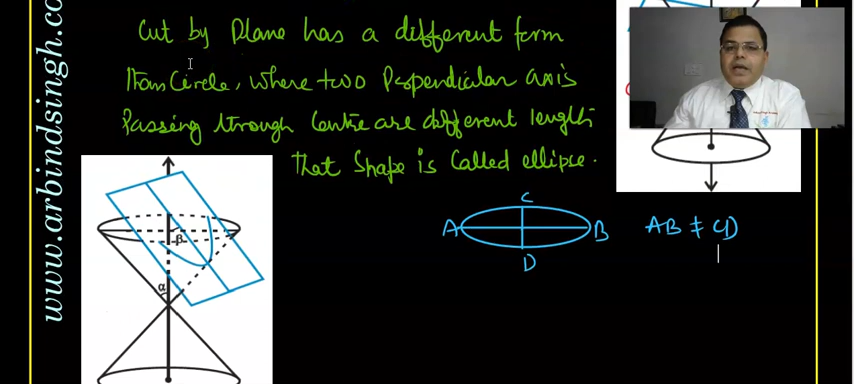 Cut by Plane has a different form
than Circle, where two Perpendicular axis
Passing through Centre are different length
that Shape is Called ellipse.
www.arbindsingh.co
β
α
C
A B AB ≠ CD
D